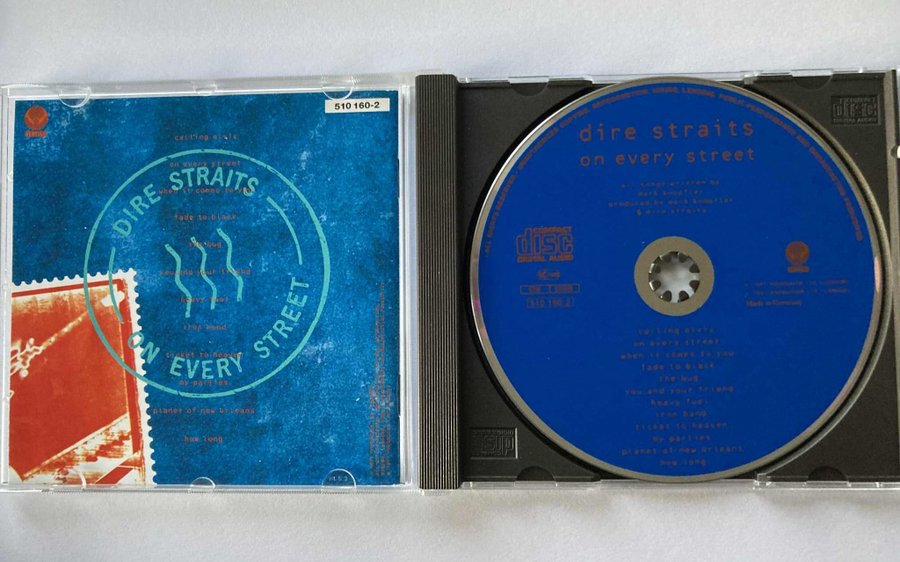 510 160-2
VERTIGO
calling elvis
on every street
when it comes to you
fade to black
the bug
you and your friend
heavy fuel
iron hand
ticket to heaven
my parties
planet of new orleans
how long
DIRE STRAITS
ON EVERY STREET
dire straits
on every street
all songs written by
mark knopfler
produced by mark knopfler
& dire straits
COMPACT
disc
DIGITAL AUDIO
510 160-2
Made in Germany
calling elvis
on every street
when it comes to you
fade to black
the bug
you and your friend
heavy fuel
iron hand
ticket to heaven
my parties
planet of new orleans
how long
COMPACT
disc
DIGITAL AUDIO